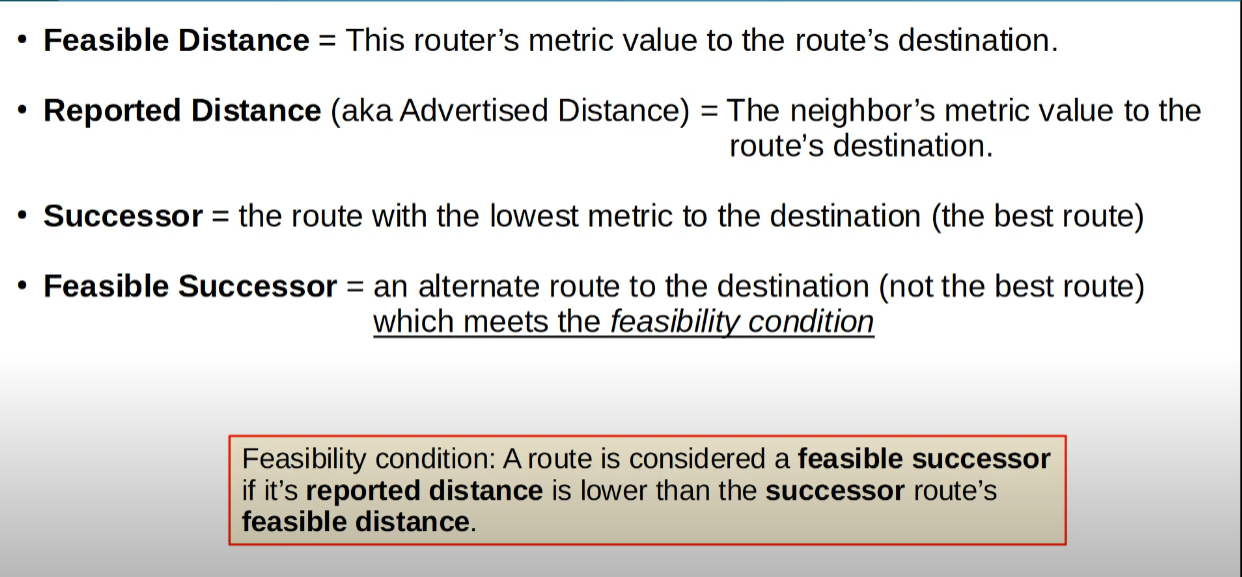 • Feasible Distance = This router’s metric value to the route’s destination.
• Reported Distance (aka Advertised Distance) = The neighbor’s metric value to the
route’s destination.
• Successor = the route with the lowest metric to the destination (the best route)
• Feasible Successor = an alternate route to the destination (not the best route)
which meets the feasibility condition
Feasibility condition: A route is considered a feasible successor
if it’s reported distance is lower than the successor route’s
feasible distance.